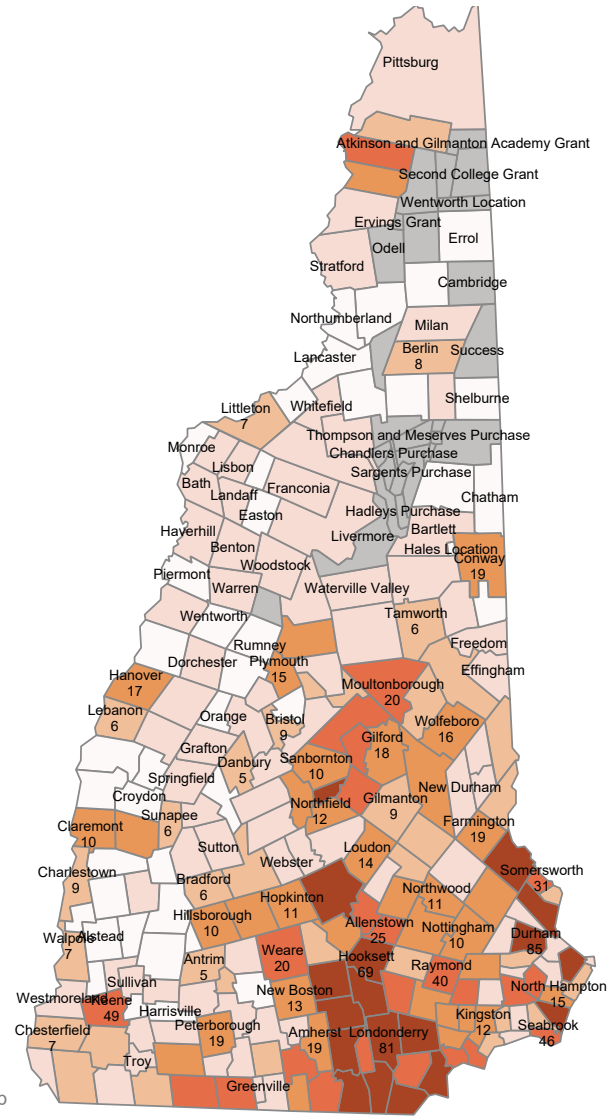 Pittsburg
Atkinson and Gilmanton Academy Grant
Second College Grant
Wentworth Location
Ervings Grant
Errol
Odell
Stratford
Cambridge
Northumberland
Milan
Berlin
8
Success
Lancaster
Shelburne
Whitefield
Littleton
7
Thompson and Meserves Purchase
Monroe
Chandlers Purchase
Lisbon
Sargents Purchase
Bath
Franconia
Landaff
Chatham
Easton
Hadleys Purchase
Haverhill
Bartlett
Livermore
Benton
Hales Location
Conway
19
Woodstock
Piermont
Warren
Waterville Valley
Wentworth
Tamworth
6
Rumney
Freedom
Dorchester
Plymouth
15
Effingham
Hanover
17
Moultonborough
20
Lebanon
6
Orange
Bristol
9
Wolfeboro
16
Gilford
18
Grafton
Danbury
5
Sanbornton
10
Springfield
New Durham
Croydon
Northfield
12
Gilmanton
9
Sunapee
6
Claremont
10
Farmington
19
Sutton
Loudon
14
Webster
Somersworth
31
Charlestown
9
Bradford
6
Northwood
11
Hopkinton
11
Hillsborough
10
Allenstown
25
Nottingham
10
Durham
85
Walpole
7
Alstead
Weare
20
Hooksett
69
Antrim
5
Raymond
40
Sullivan
North Hampton
15
Westmoreland
Keene
49
New Boston
13
Harrisville
Kingston
12
Chesterfield
7
Peterborough
19
Amherst
19
Londonderry
81
Seabrook
46
Troy
Greenville